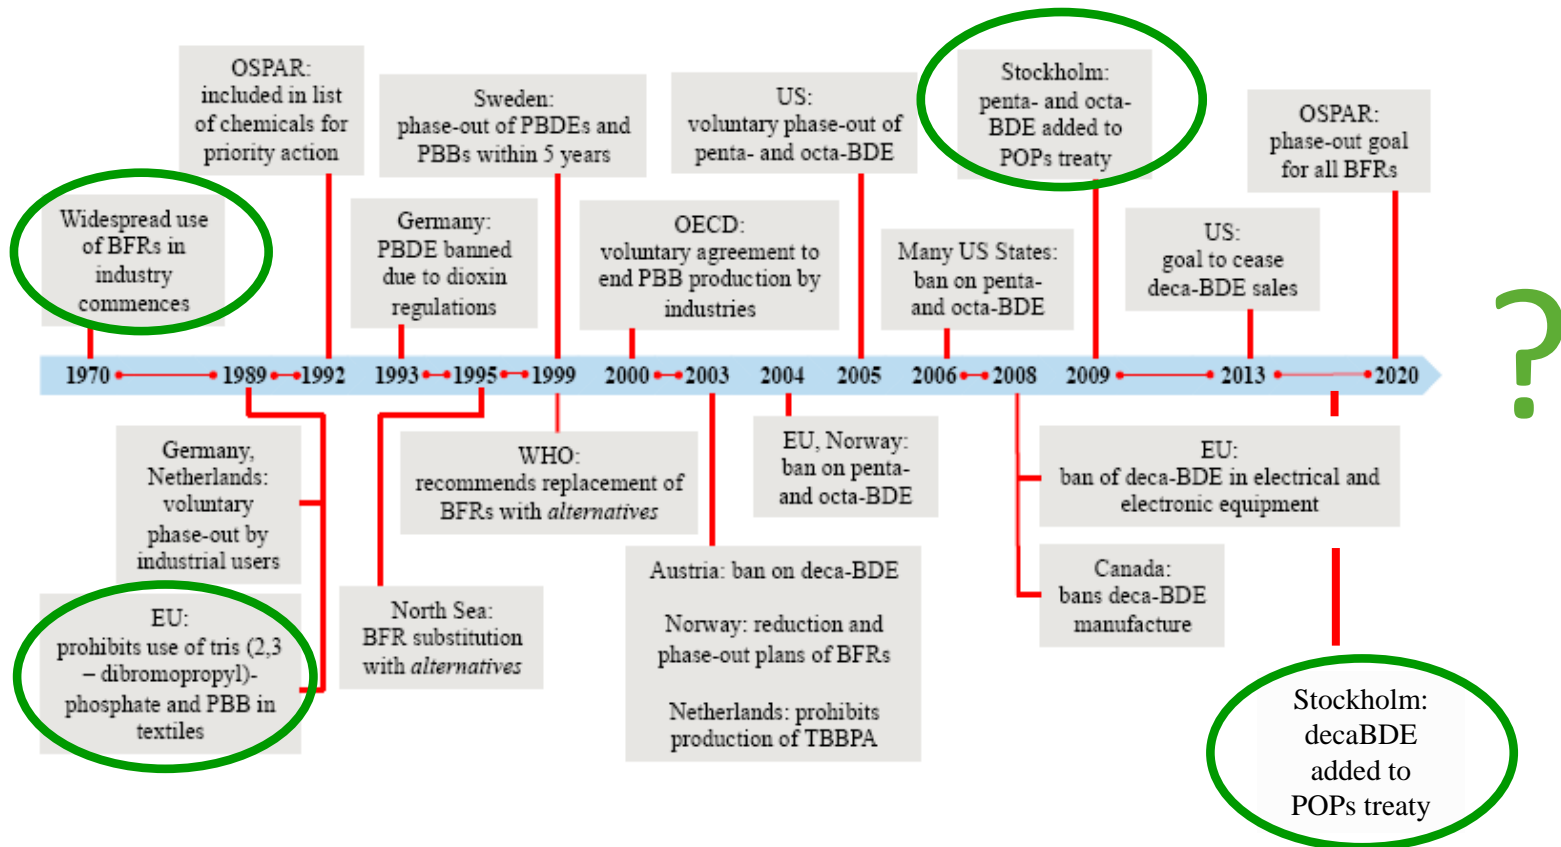 OSPAR:
included in list
of chemicals for
priority action
Sweden:
phase-out of PBDEs and
PBBs within 5 years
US:
voluntary phase-out of
penta- and octa-BDE
Stockholm:
penta- and octa-
BDE added to
POPs treaty
OSPAR:
phase-out goal
for all BFRs
Widespread use
of BFRs in
industry
commences
Germany:
PBDE banned
due to dioxin
regulations
OECD:
voluntary agreement to
end PBB production by
industries
Many US States:
ban on penta-
and octa-BDE
US:
goal to cease
deca-BDE sales
?
1970 1989 1992 1993 1995 1999 2000 2003 2004 2005 2006 2008 2009 2013 2020
Germany,
Netherlands:
voluntary
phase-out by
industrial users
WHO:
recommends replacement of
BFRs with alternatives
EU, Norway:
ban on penta-
and octa-BDE
EU:
ban of deca-BDE in electrical and
electronic equipment
EU:
prohibits use of tris (2,3
– dibromopropyl)-
phosphate and PBB in
textiles
North Sea:
BFR substitution
with alternatives
Austria: ban on deca-BDE
Norway: reduction and
phase-out plans of BFRs
Netherlands: prohibits
production of TBBPA
Canada:
bans deca-BDE
manufacture
Stockholm:
decaBDE
added to
POPs treaty